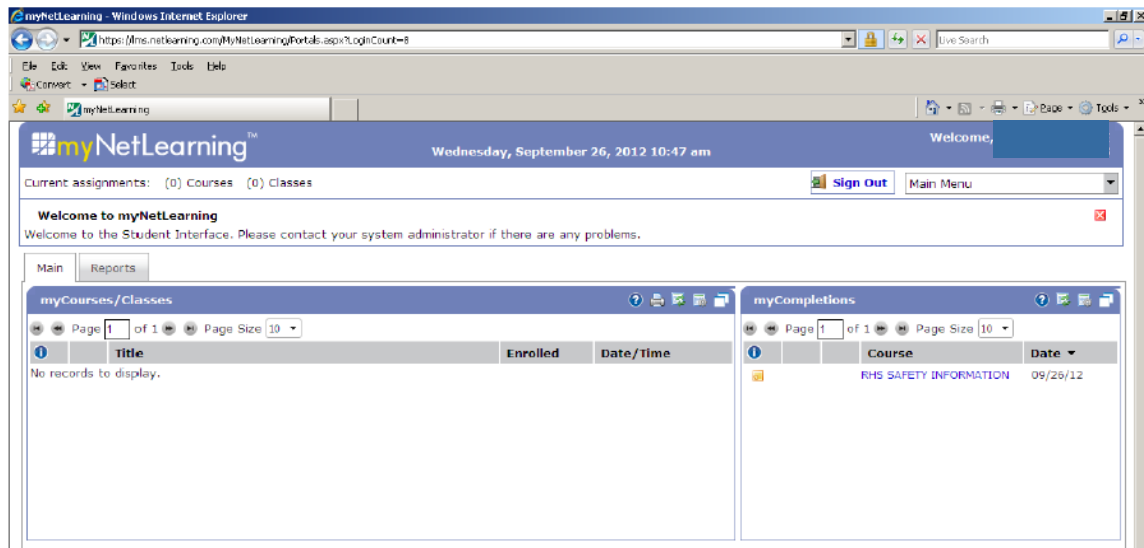 myNetLearning - Windows Internet Explorer
https://lms.netlearning.com/MyNetLearning/Portals.aspx?LoginCount=8
Live Search
File Edit View Favorites Tools Help
Convert Select
myNetLearning
Page Tools
myNetLearning™
Wednesday, September 26, 2012 10:47 am
Welcome,
Current assignments: (0) Courses (0) Classes
Sign Out
Main Menu
Welcome to myNetLearning
Welcome to the Student Interface. Please contact your system administrator if there are any problems.
Main Reports
myCourses/Classes
Page 1 of 1 Page Size 10
Title Enrolled Date/Time
No records to display.
myCompletions
Page 1 of 1 Page Size 10
Course Date
RHS SAFETY INFORMATION 09/26/12